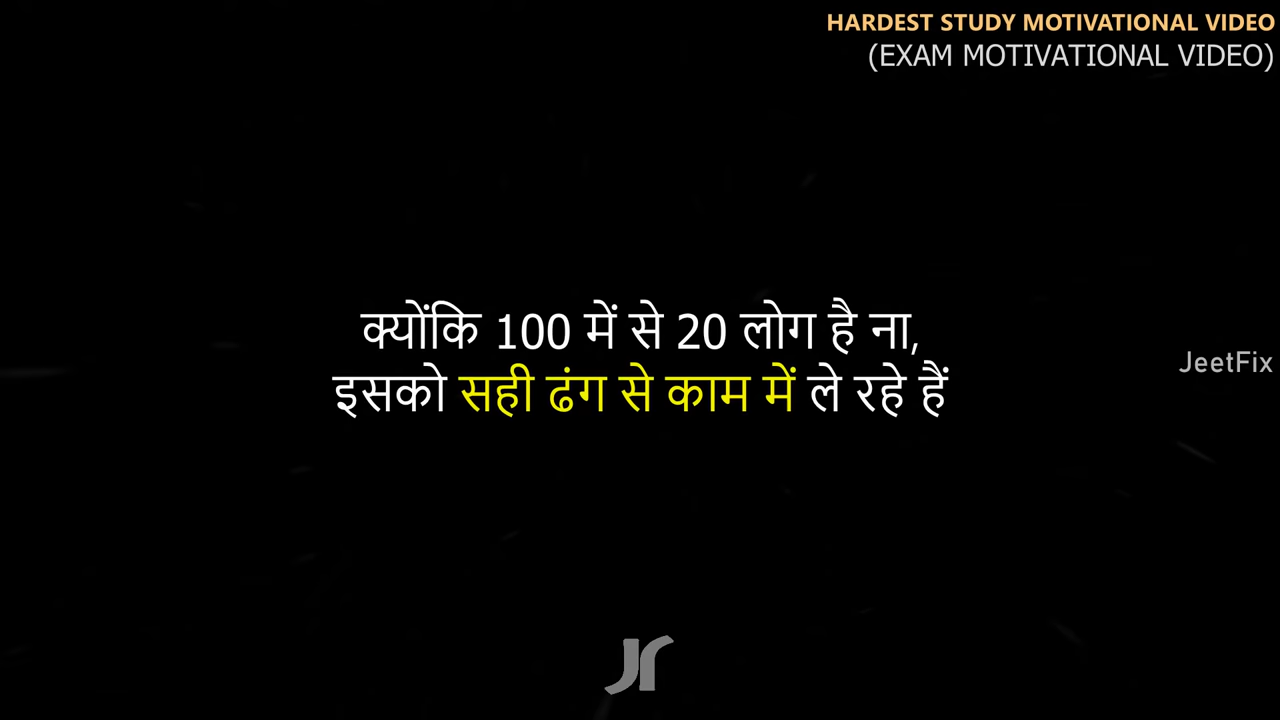 HARDEST STUDY MOTIVATIONAL VIDEO
(EXAM MOTIVATIONAL VIDEO)
क्योंकि 100 में से 20 लोग है ना,
इसको सही ढंग से काम में ले रहे हैं
JeetFix